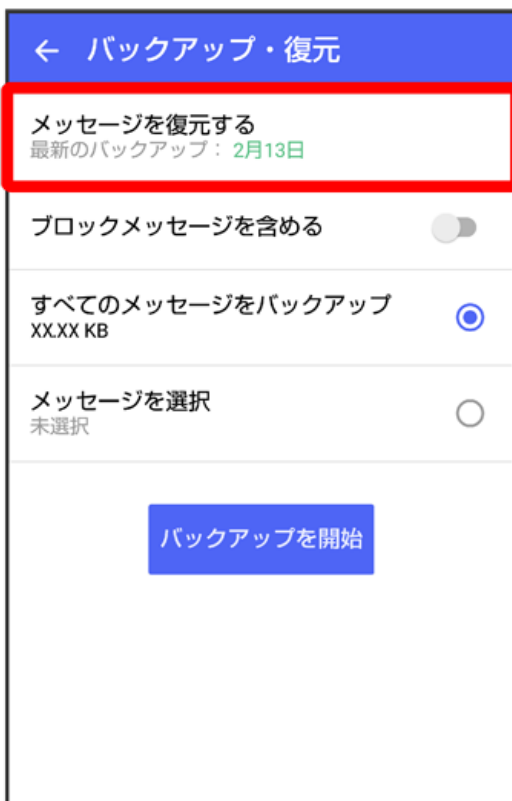 バックアップ・復元
メッセージを復元する
最新のバックアップ： 2月13日
ブロックメッセージを含める
すべてのメッセージをバックアップ
XX.XX KB
メッセージを選択
未選択
バックアップを開始